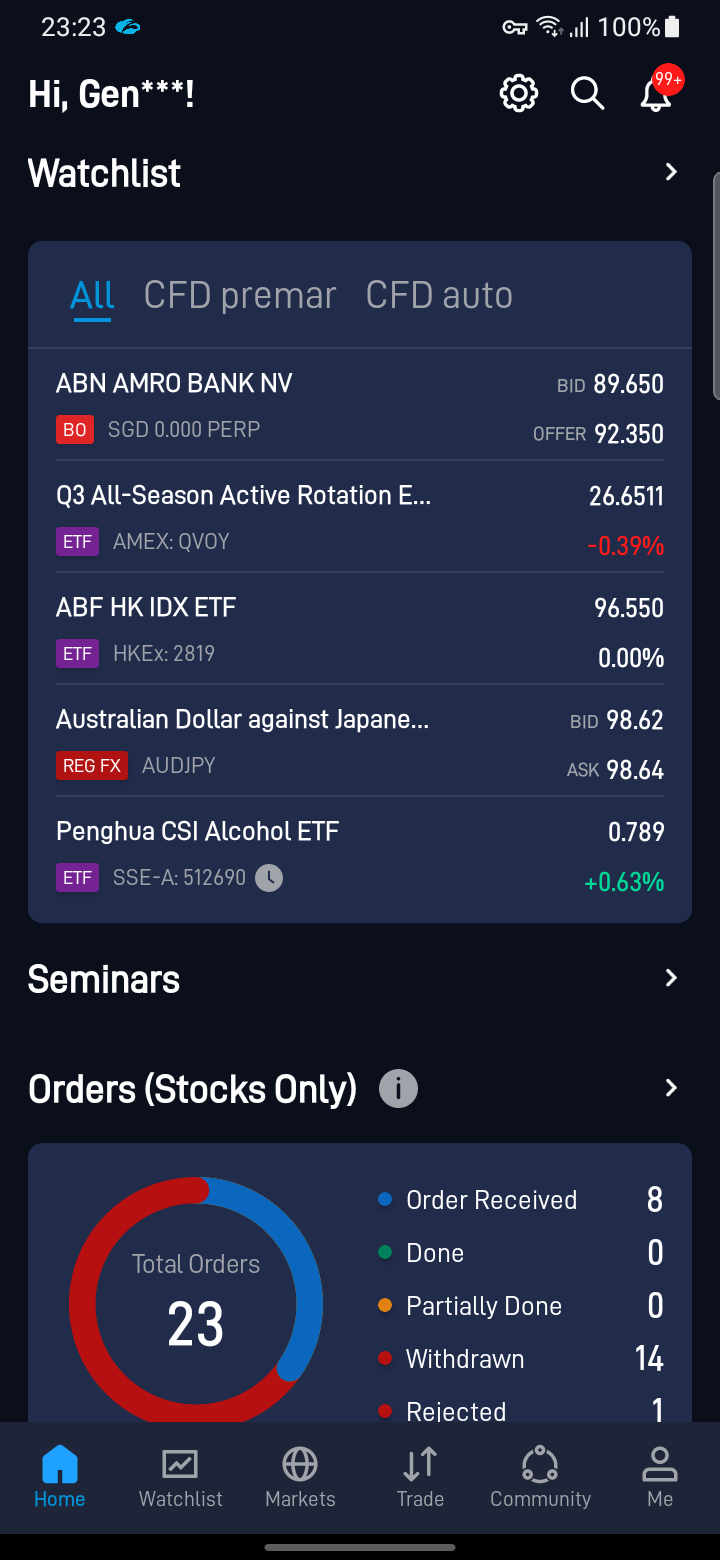 23:23 100%
Hi, Gen***! 99+
Watchlist
All CFD premar CFD auto
ABN AMRO BANK NV BID 89.650
BO SGD 0.000 PERP OFFER 92.350
Q3 All-Season Active Rotation E... 26.6511
ETF AMEX: QVOY -0.39%
ABF HK IDX ETF 96.550
ETF HKEx: 2819 0.00%
Australian Dollar against Japane... BID 98.62
REG FX AUDJPY ASK 98.64
Penghua CSI Alcohol ETF 0.789
ETF SSE-A: 512690 +0.63%
Seminars
Orders (Stocks Only) i
Total Orders
23
Order Received 8
Done 0
Partially Done 0
Withdrawn 14
Rejected 1
Home Watchlist Markets Trade Community Me